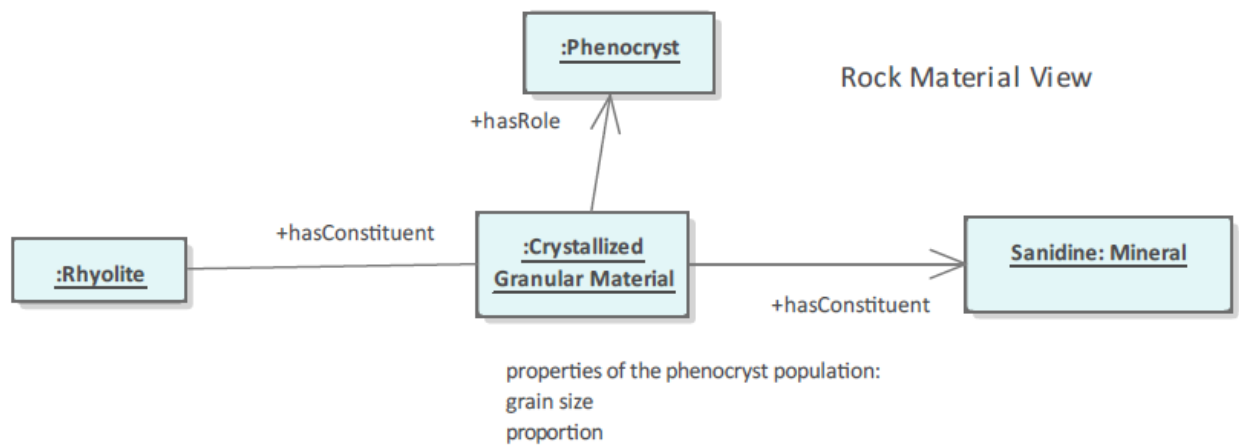 :Phenocryst
Rock Material View
+hasRole
+hasConstituent
:Rhyolite
:Crystallized
Granular Material
Sanidine: Mineral
+hasConstituent
properties of the phenocryst population:
grain size
proportion